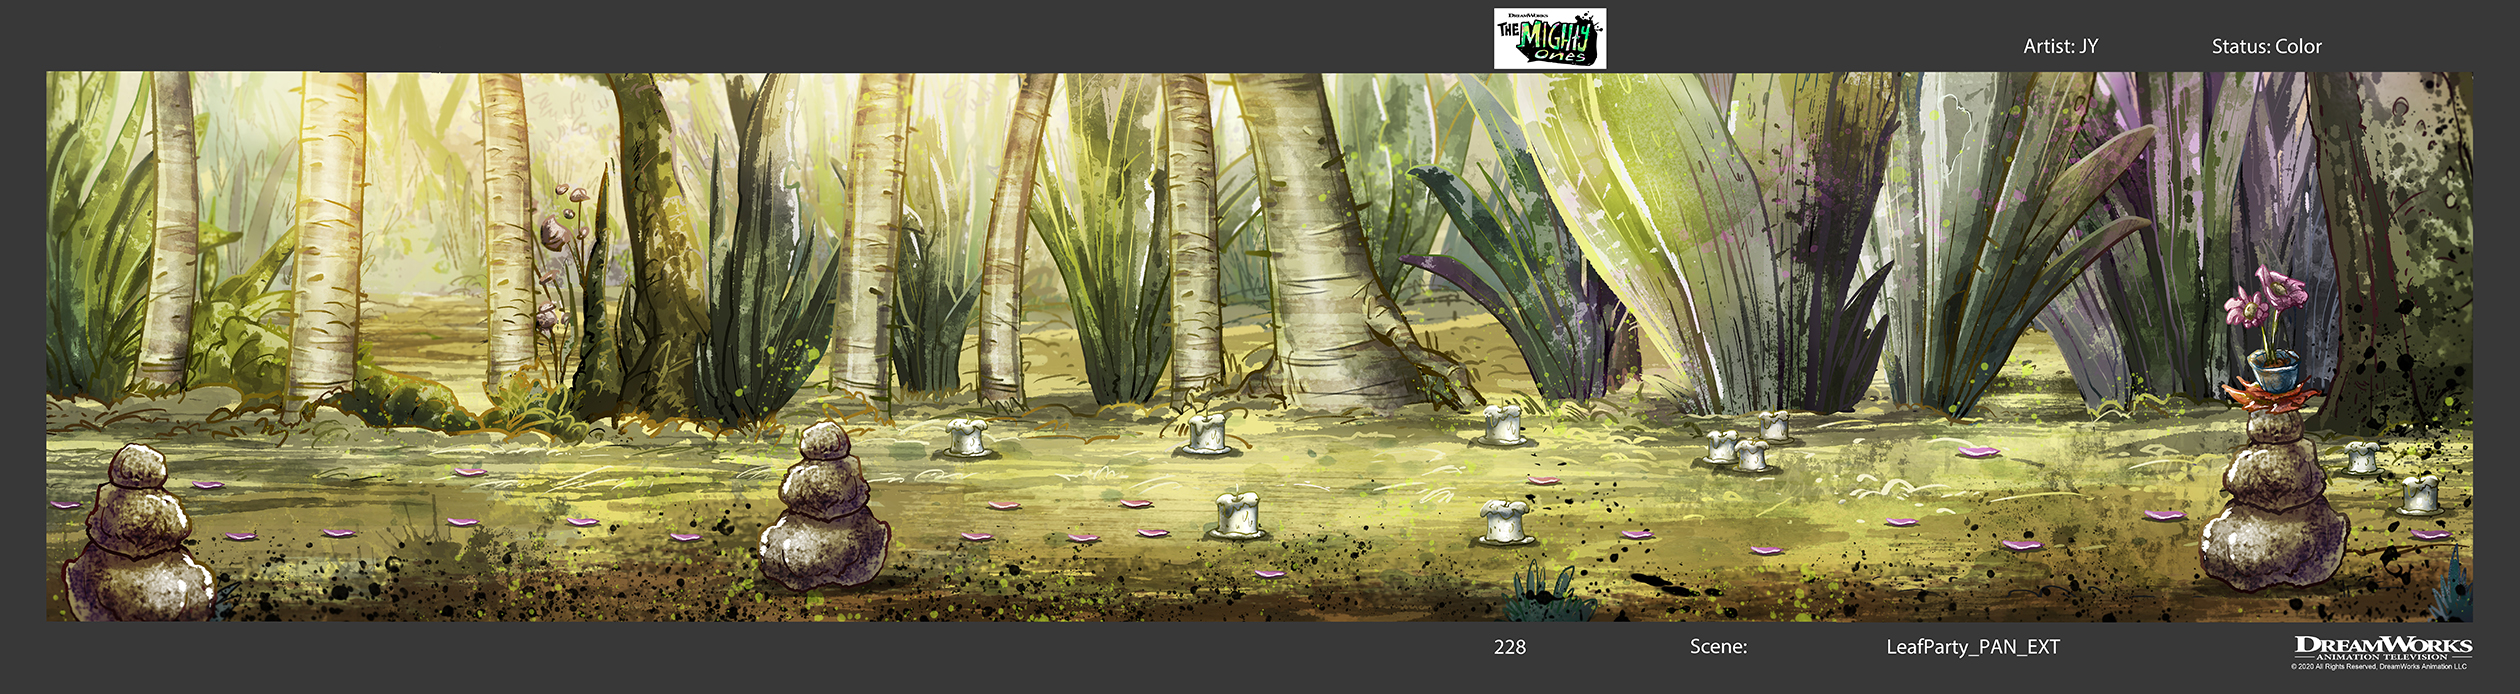 DREAMWORKS
THE MIGHTY ONES
Artist: JY
Status: Color
228
Scene:
LeafParty_PAN_EXT
DREAMWORKS
ANIMATION TELEVISION
© 2020 All Rights Reserved, DreamWorks Animation LLC